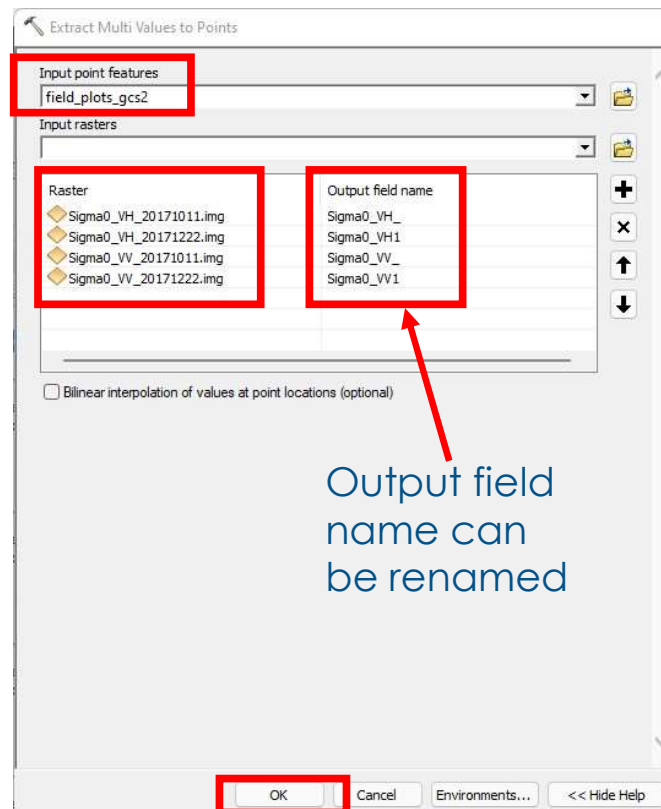 Extract Multi Values to Points
Input point features
field_plots_gcs2
Input rasters
Raster Output field name
Sigma0_VH_20171011.img Sigma0_VH_
Sigma0_VH_20171222.img Sigma0_VH1
Sigma0_VV_20171011.img Sigma0_VV_
Sigma0_VV_20171222.img Sigma0_VV1
Bilinear interpolation of values at point locations (optional)
Output field
name can
be renamed
OK Cancel Environments... << Hide Help